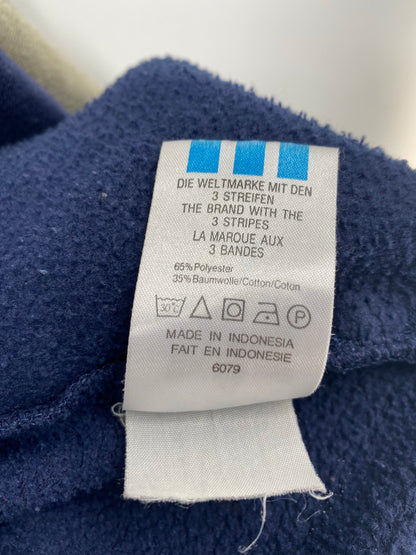 DIE WELTMARKE MIT DEN
3 STREIFEN
THE BRAND WITH THE
3 STRIPES
LA MARQUE AUX
3 BANDES
65% Polyester
35% Baumwolle/Cotton/Coton
30°C P
MADE IN INDONESIA
FAIT EN INDONESIE
6079